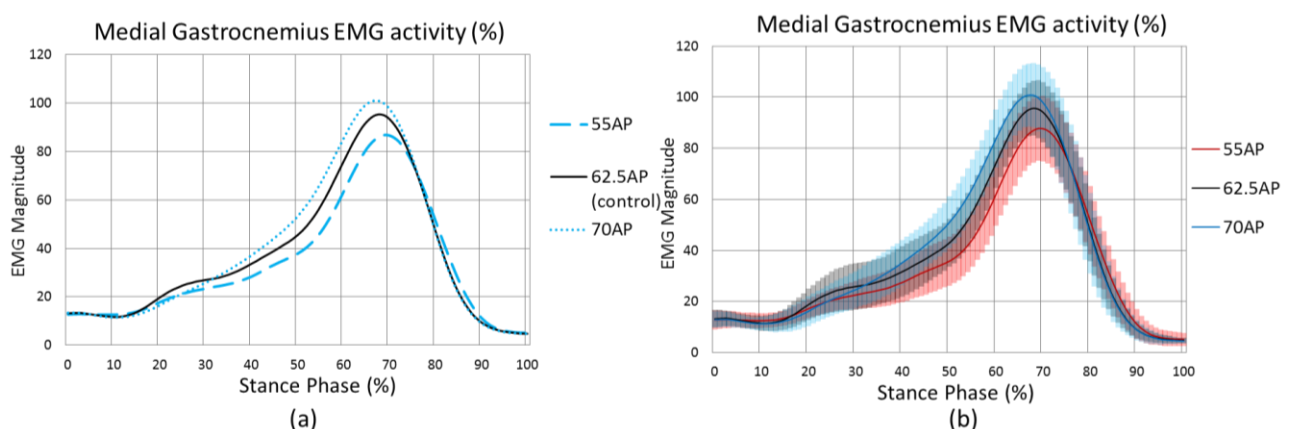 Medial Gastrocnemius EMG activity (%)
EMG Magnitude
120
100
80
60
40
20
0
0 10 20 30 40 50 60 70 80 90 100
Stance Phase (%)
55AP
62.5AP
(control)
70AP
(a)
Medial Gastrocnemius EMG activity (%)
EMG Magnitude
120
100
80
60
40
20
0
0 10 20 30 40 50 60 70 80 90 100
Stance Phase (%)
55AP
62.5AP
70AP
(b)